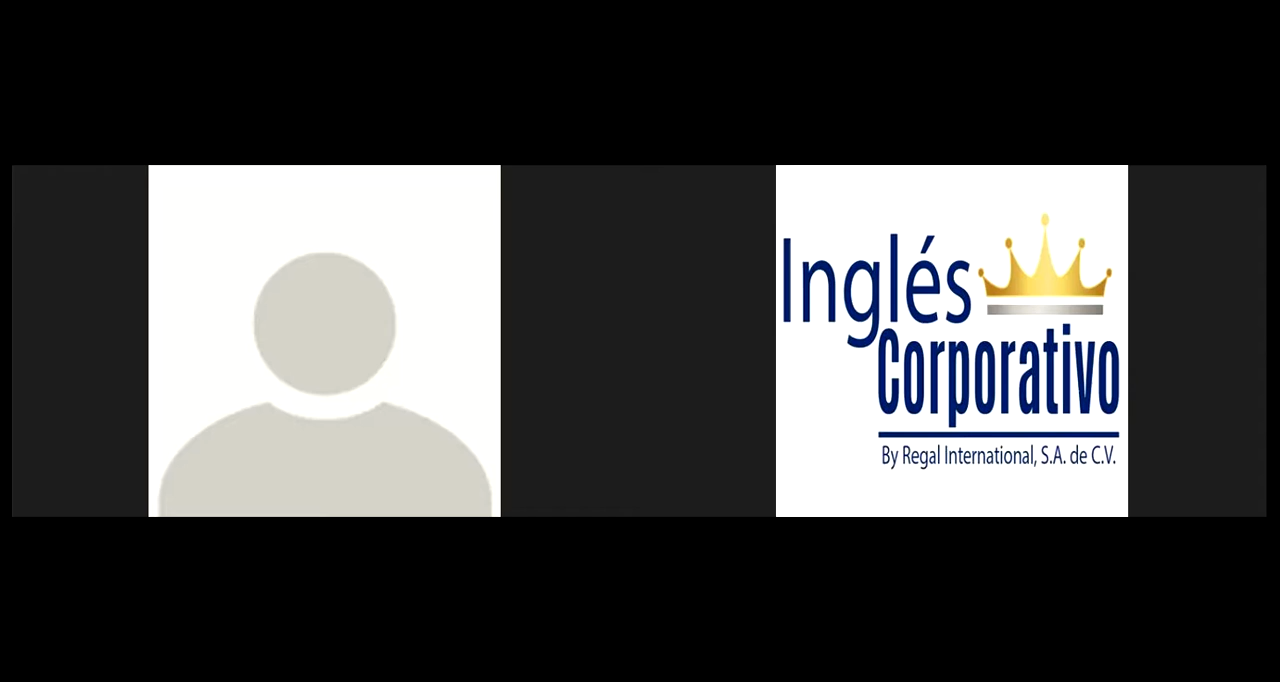 Inglés
Corporativo
By Regal International, S.A. de C.V.